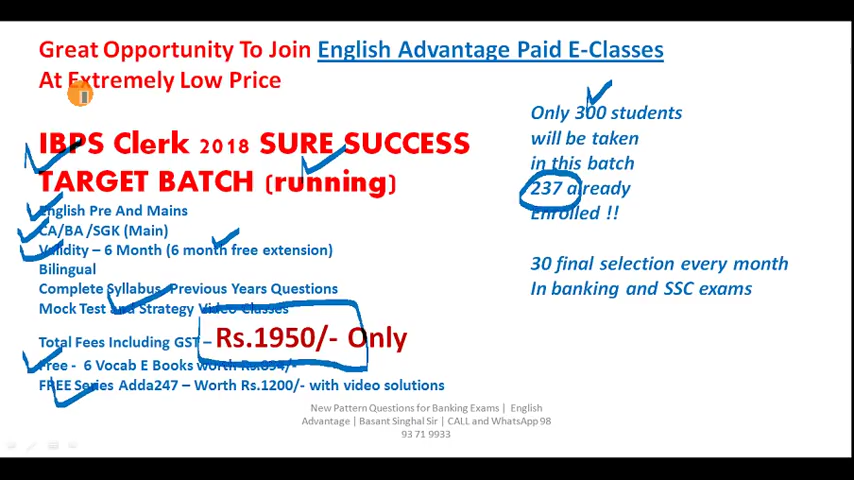 Great Opportunity To Join English Advantage Paid E-Classes
At Extremely Low Price
IBPS Clerk 2018 SURE SUCCESS
TARGET BATCH (running)
English Pre And Mains
CA/BA /SGK (Main)
Validity – 6 Month (6 month free extension)
Bilingual
Complete Syllabus, Previous Years Questions
Mock Test and Strategy Video Classes
Total Fees Including GST – Rs.1950/- Only
Free - 6 Vocab E Books worth
FREE Series Adda247 – Worth Rs.1200/- with video solutions
Only 300 students
will be taken
in this batch
237 already
Enrolled !!
30 final selection every month
In banking and SSC exams
New Pattern Questions for Banking Exams | English
Advantage | Basant Singhal Sir | CALL and WhatsApp 98
93 71 9933